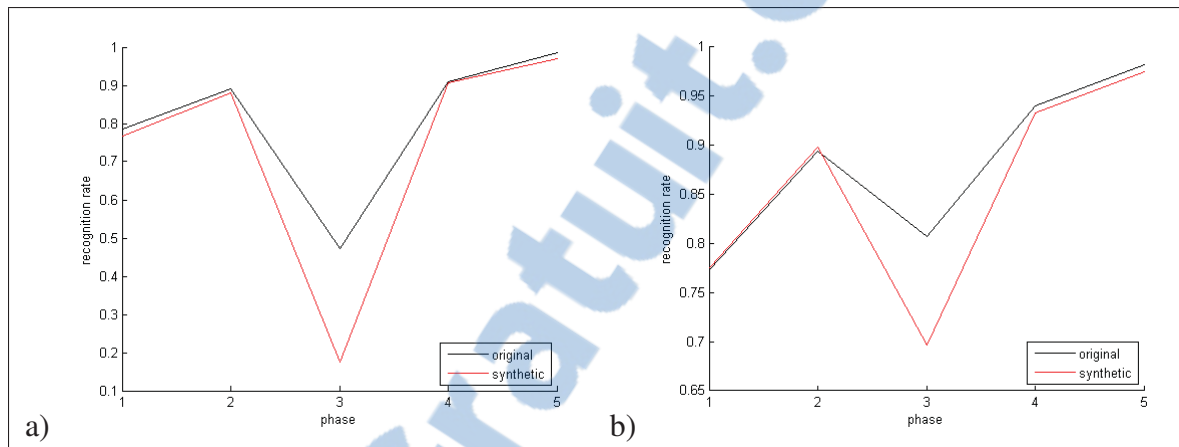 1
0.9
0.8
0.7
0.6
0.5
0.4
0.3
0.2
0.1
recognition rate
1 2 3 4 5
phase
original
synthetic
a)
1
0.95
0.9
0.85
0.8
0.75
0.7
0.65
recognition rate
1 2 3 4 5
phase
original
synthetic
b)
ratuit.